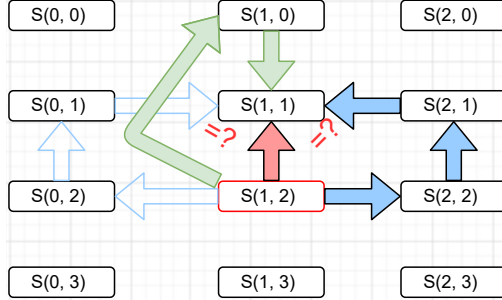 S(0, 0) S(1, 0) S(2, 0)
S(0, 1) S(1, 1) S(2, 1)
=? =?
S(0, 2) S(1, 2) S(2, 2)
S(0, 3) S(1, 3) S(2, 3)